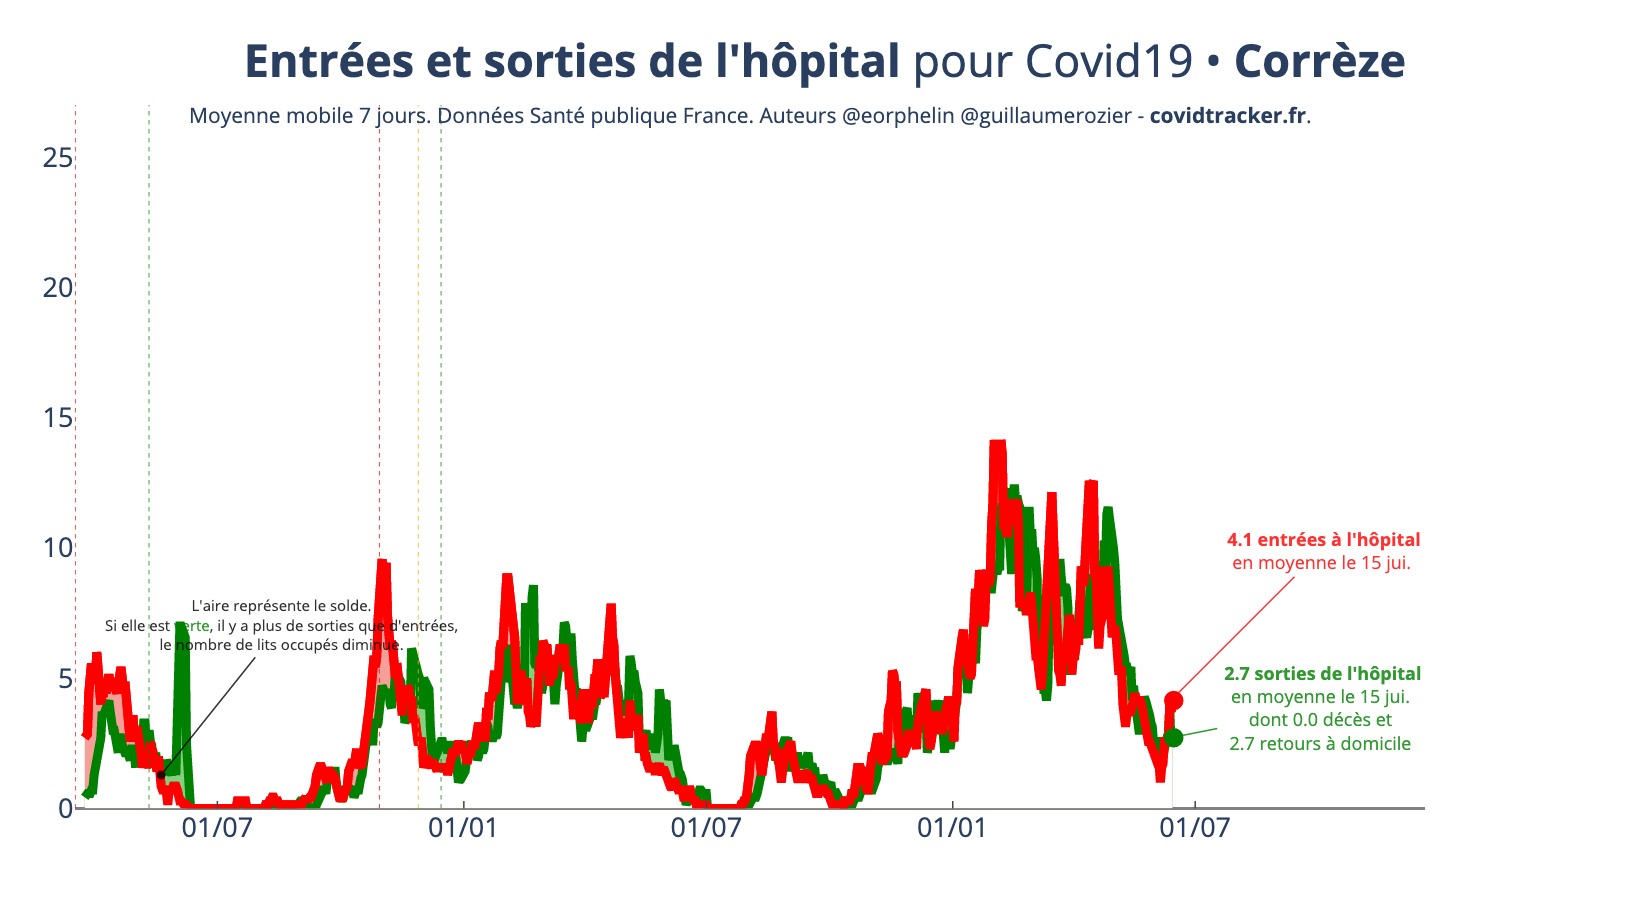 Entrées et sorties de l'hôpital pour Covid19 • Corrèze
Moyenne mobile 7 jours. Données Santé publique France. Auteurs @eorphelin @guillaumerozier - covidtracker.fr.
25
20
15
10
5
0
L'aire représente le solde.
Si elle est verte, il y a plus de sorties que d'entrées,
le nombre de lits occupés diminue.
4.1 entrées à l'hôpital
en moyenne le 15 jui.
2.7 sorties de l'hôpital
en moyenne le 15 jui.
dont 0.0 décès et
2.7 retours à domicile
01/07
01/01
01/07
01/01
01/07